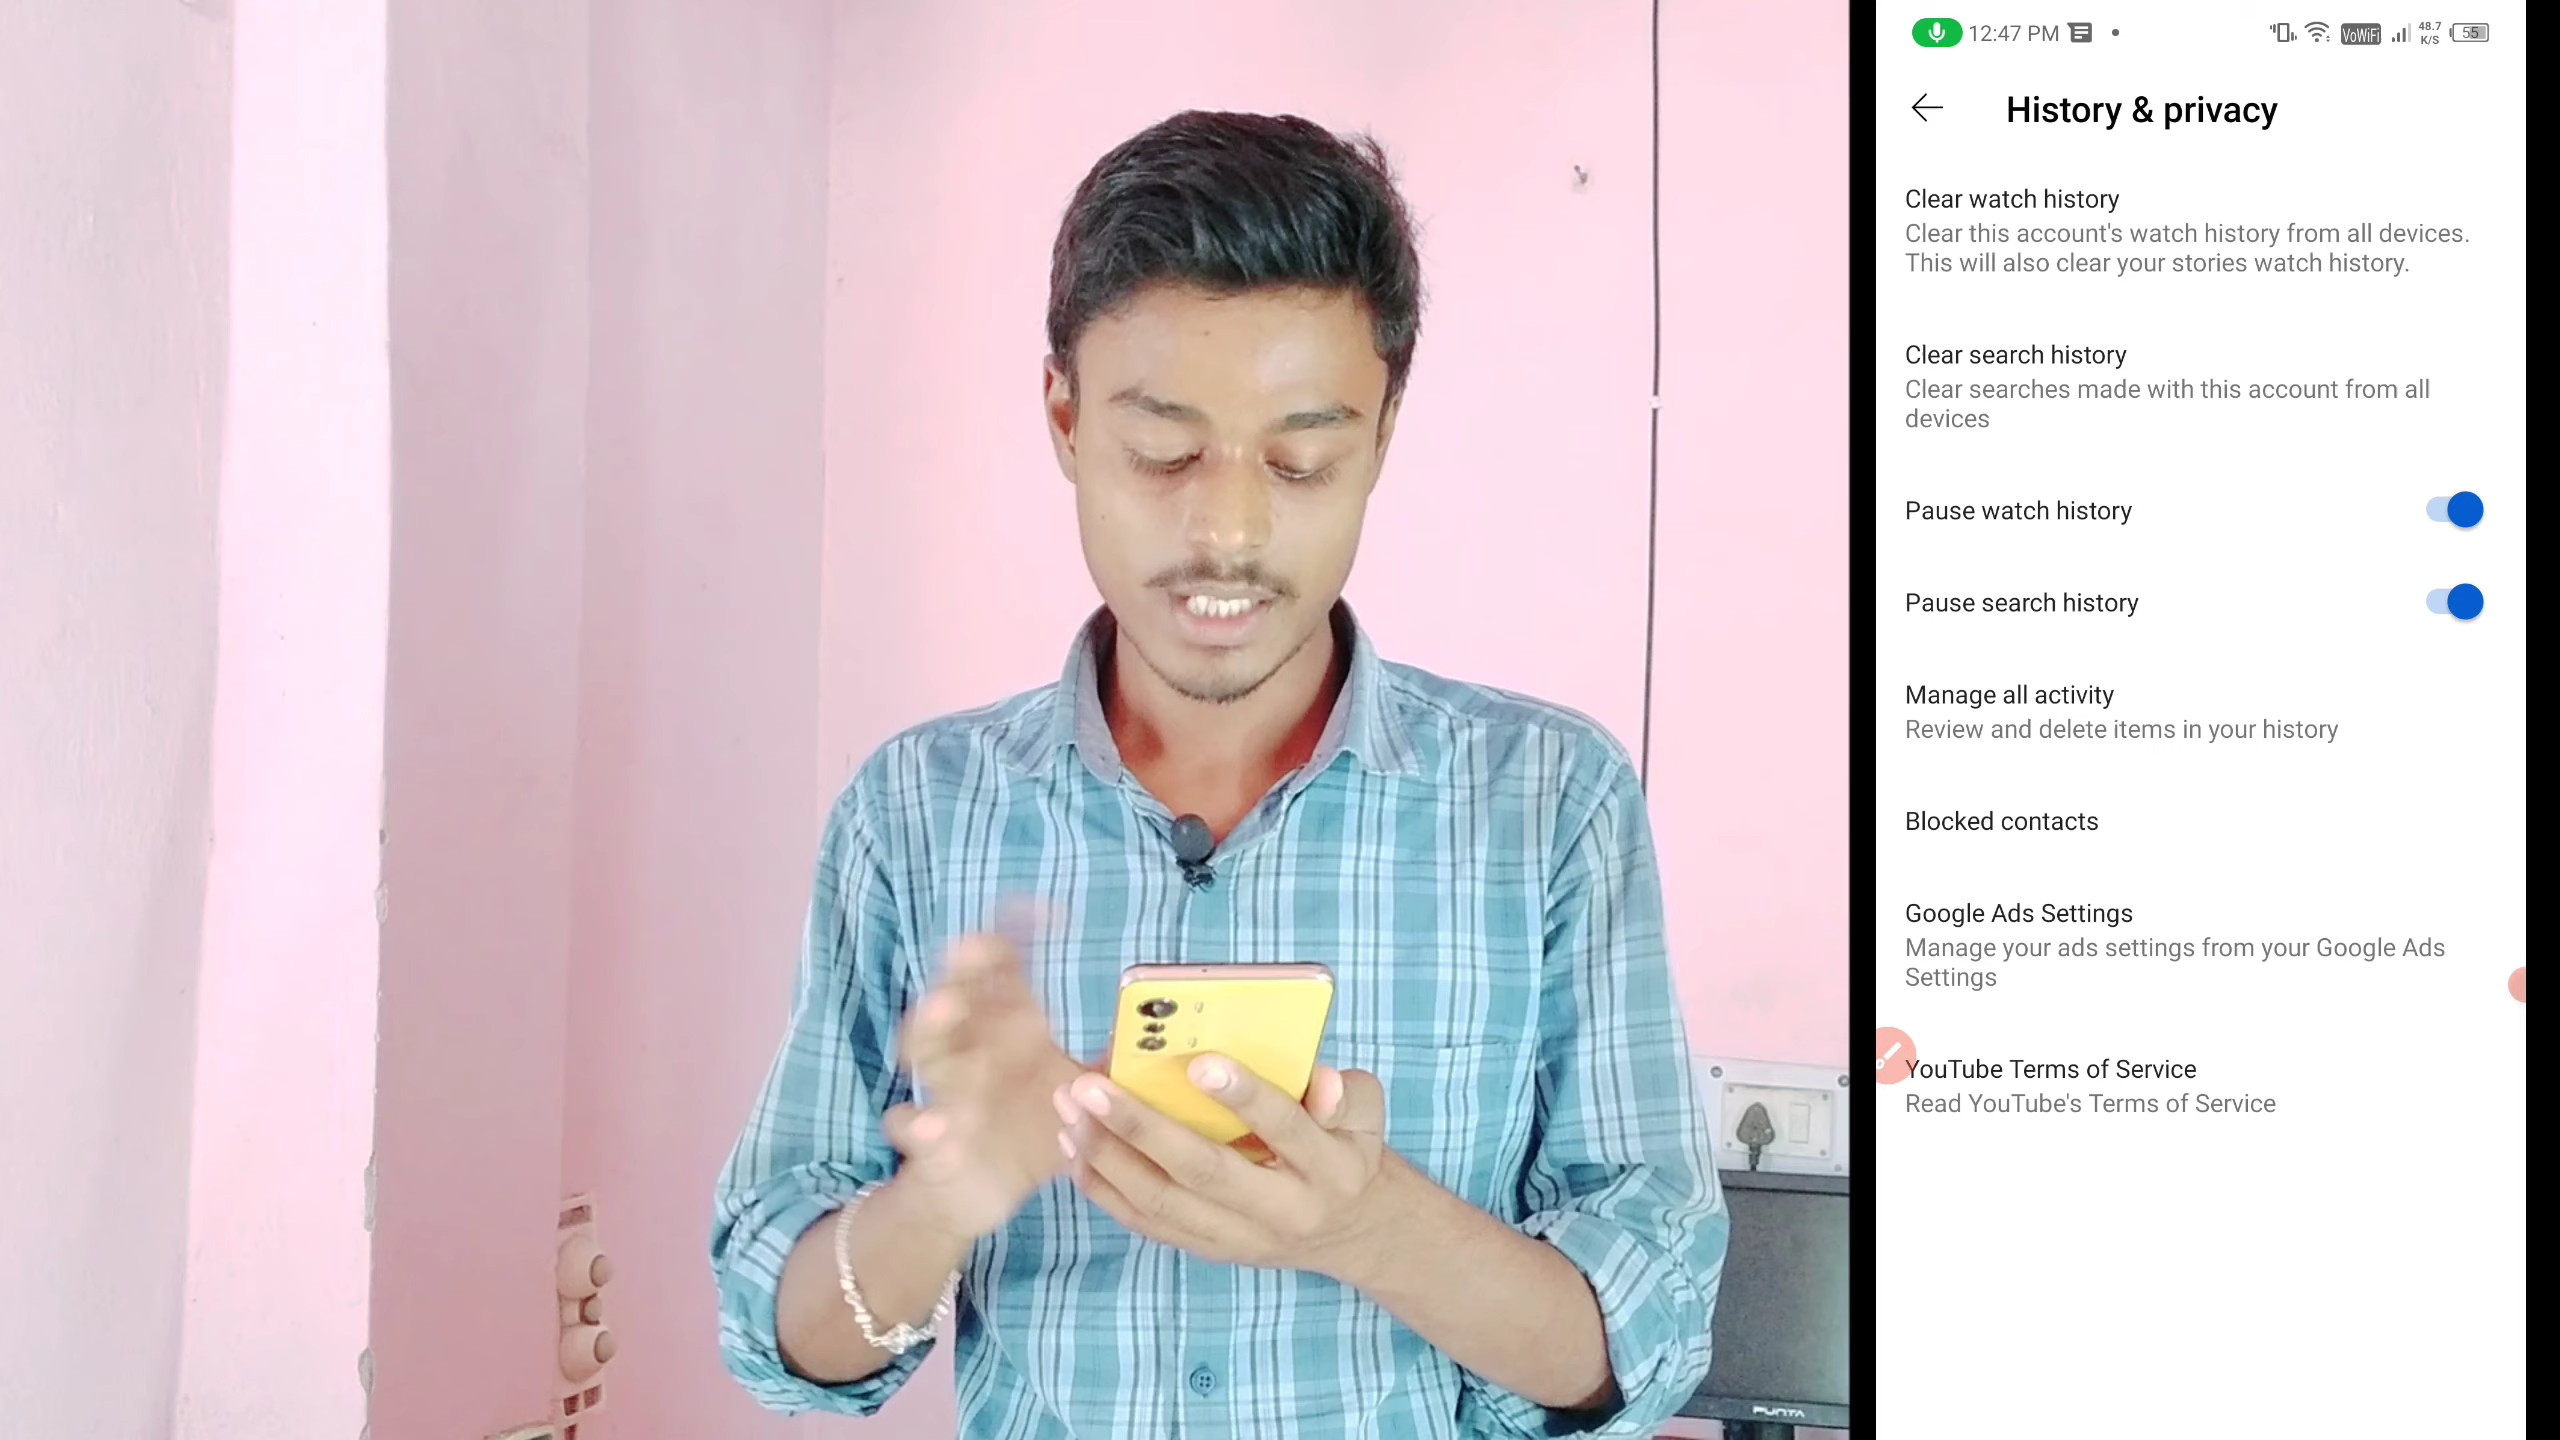 12:47 PM
VoWiFi
48.7
K/S
55
History & privacy
Clear watch history
Clear this account's watch history from all devices.
This will also clear your stories watch history.
Clear search history
Clear searches made with this account from all
devices
Pause watch history
Pause search history
Manage all activity
Review and delete items in your history
Blocked contacts
Google Ads Settings
Manage your ads settings from your Google Ads
Settings
YouTube Terms of Service
Read YouTube's Terms of Service
PUNTA